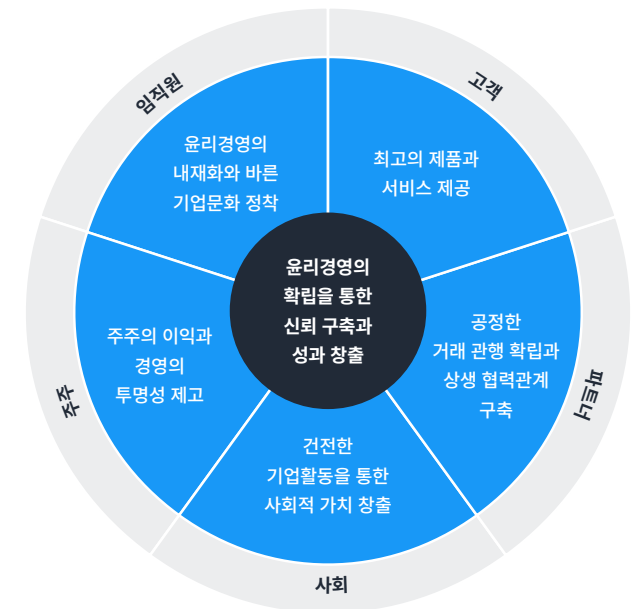 임직원
윤리경영의
내재화와 바른
기업문화 정착
고객
최고의 제품과
서비스 제공
윤리경영의
확립을 통한
신뢰 구축과
성과 창출
주주
주주의 이익과
경영의
투명성 제고
파트너
공정한
거래 관행 확립과
상생 협력관계
구축
건전한
기업활동을 통한
사회적 가치 창출
사회